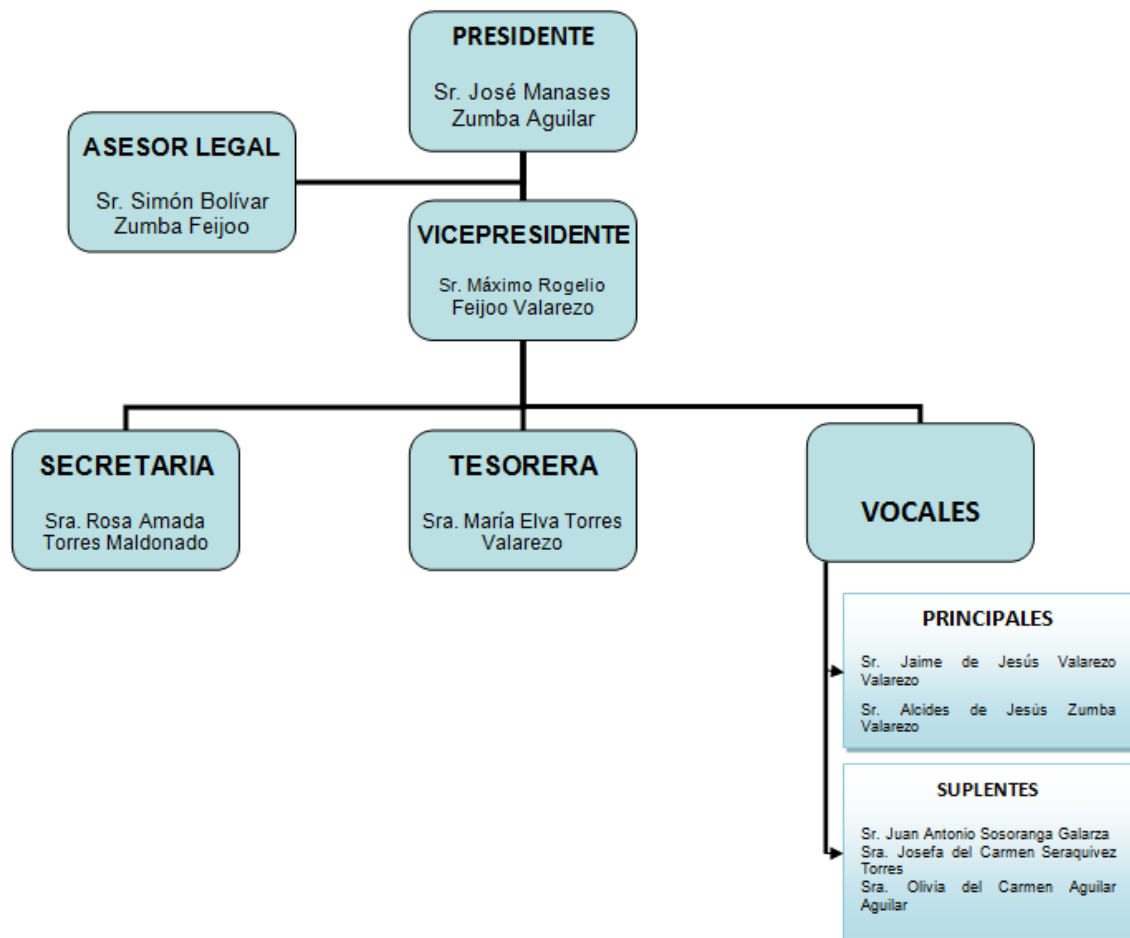 PRESIDENTE
Sr. José Manases
Zumba Aguilar
ASESOR LEGAL
Sr. Simón Bolívar
Zumba Feijoo
VICEPRESIDENTE
Sr. Máximo Rogelio
Feijoo Valarezo
SECRETARIA
Sra. Rosa Amada
Torres Maldonado
TESORERA
Sra. María Elva Torres
Valarezo
VOCALES
PRINCIPALES
Sr. Jaime de Jesús Valarezo
Valarezo
Sr. Alcides de Jesús Zumba
Valarezo
SUPLENTES
Sr. Juan Antonio Sosoranga Galarza
Sra. Josefa del Carmen Seraquivez
Torres
Sra. Olivia del Carmen Aguilar
Aguilar